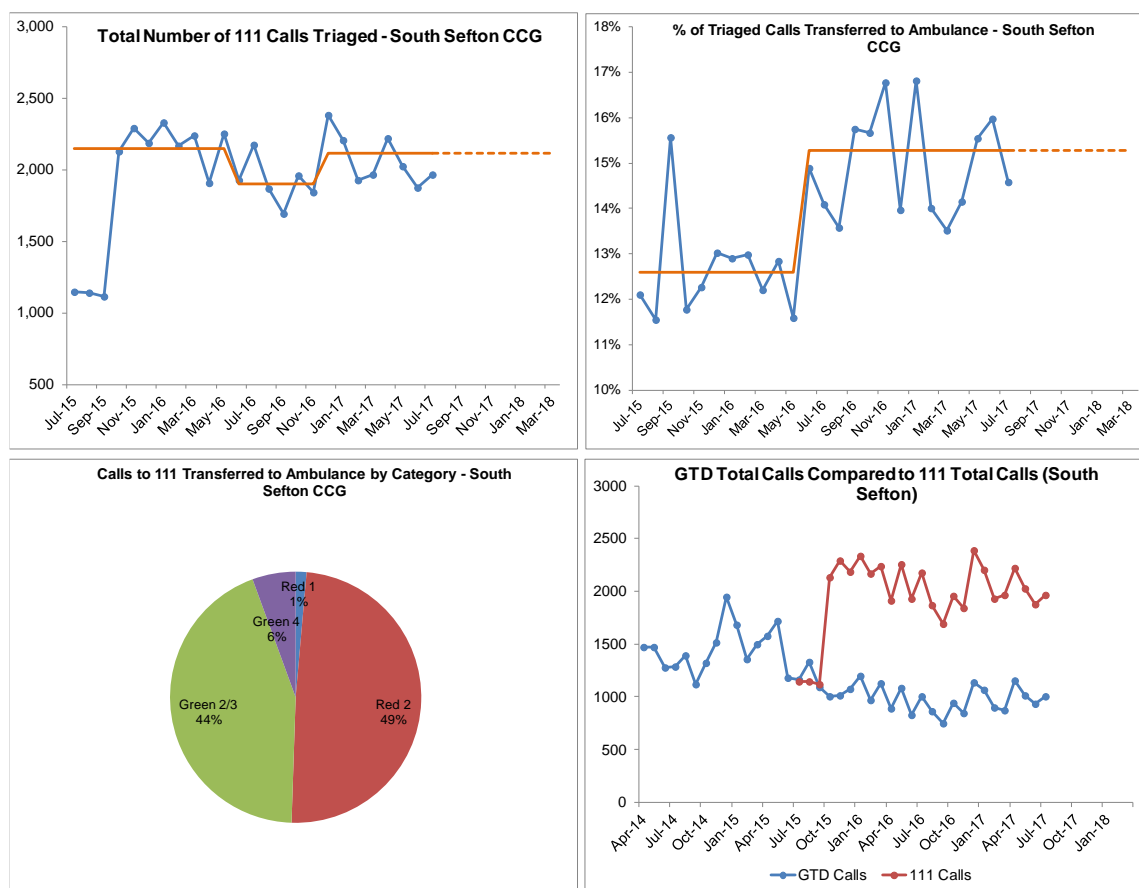 Total Number of 111 Calls Triaged - South Sefton CCG
3,000
2,500
2,000
1,500
1,000
500
Jul-15
Sep-15
Nov-15
Jan-16
Mar-16
May-16
Jul-16
Sep-16
Nov-16
Jan-17
Mar-17
May-17
Jul-17
Sep-17
Nov-17
Jan-18
Mar-18
% of Triaged Calls Transferred to Ambulance - South Sefton
CCG
18%
17%
16%
15%
14%
13%
12%
11%
10%
Jul-15
Sep-15
Nov-15
Jan-16
Mar-16
May-16
Jul-16
Sep-16
Nov-16
Jan-17
Mar-17
May-17
Jul-17
Sep-17
Nov-17
Jan-18
Mar-18
Calls to 111 Transferred to Ambulance by Category - South
Sefton CCG
Red 1
1%
Green 4
6%
Green 2/3
44%
Red 2
49%
GTD Total Calls Compared to 111 Total Calls (South
Sefton)
3000
2500
2000
1500
1000
500
0
Apr-14
Jul-14
Oct-14
Jan-15
Apr-15
Jul-15
Oct-15
Jan-16
Apr-16
Jul-16
Oct-16
Jan-17
Apr-17
Jul-17
Oct-17
Jan-18
GTD Calls
111 Calls